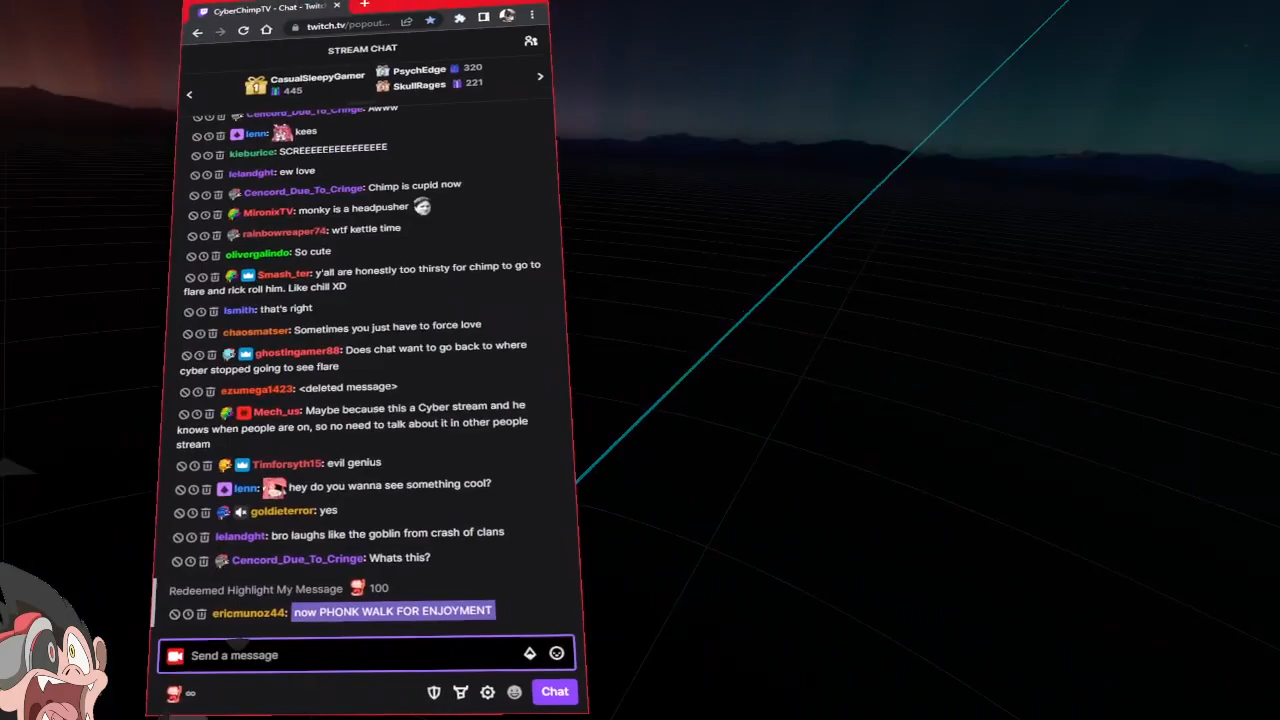 CyberChimpTV - Chat - Twitc
twitch.tv/popout...
STREAM CHAT
1 CasualSleepyGamer
445
PsychEdge 320
SkullRages 221
Cencord_Due_To_Cringe: Awww
lenn: kees
kieburice: SCREEEEEEEEEEEEEEE
lelandght: ew love
Cencord_Due_To_Cringe: Chimp is cupid now
MironixTV: monky is a headpusher
rainbowreaper74: wtf kettle time
olivergalindo: So cute
Smash_ter: y'all are honestly too thirsty for chimp to go to
flare and rick roll him. Like chill XD
lsmith: that's right
chaosmatser: Sometimes you just have to force love
ghostingamer88: Does chat want to go back to where
cyber stopped going to see flare
ezumega1423: <deleted message>
Mech_us: Maybe because this a Cyber stream and he
knows when people are on, so no need to talk about it in other people
stream
Timforsyth15: evil genius
lenn: hey do you wanna see something cool?
goldieterror: yes
lelandght: bro laughs like the goblin from crash of clans
Cencord_Due_To_Cringe: Whats this?
Redeemed Highlight My Message 100
ericmunoz44: now PHONK WALK FOR ENJOYMENT
Send a message
∞
Chat